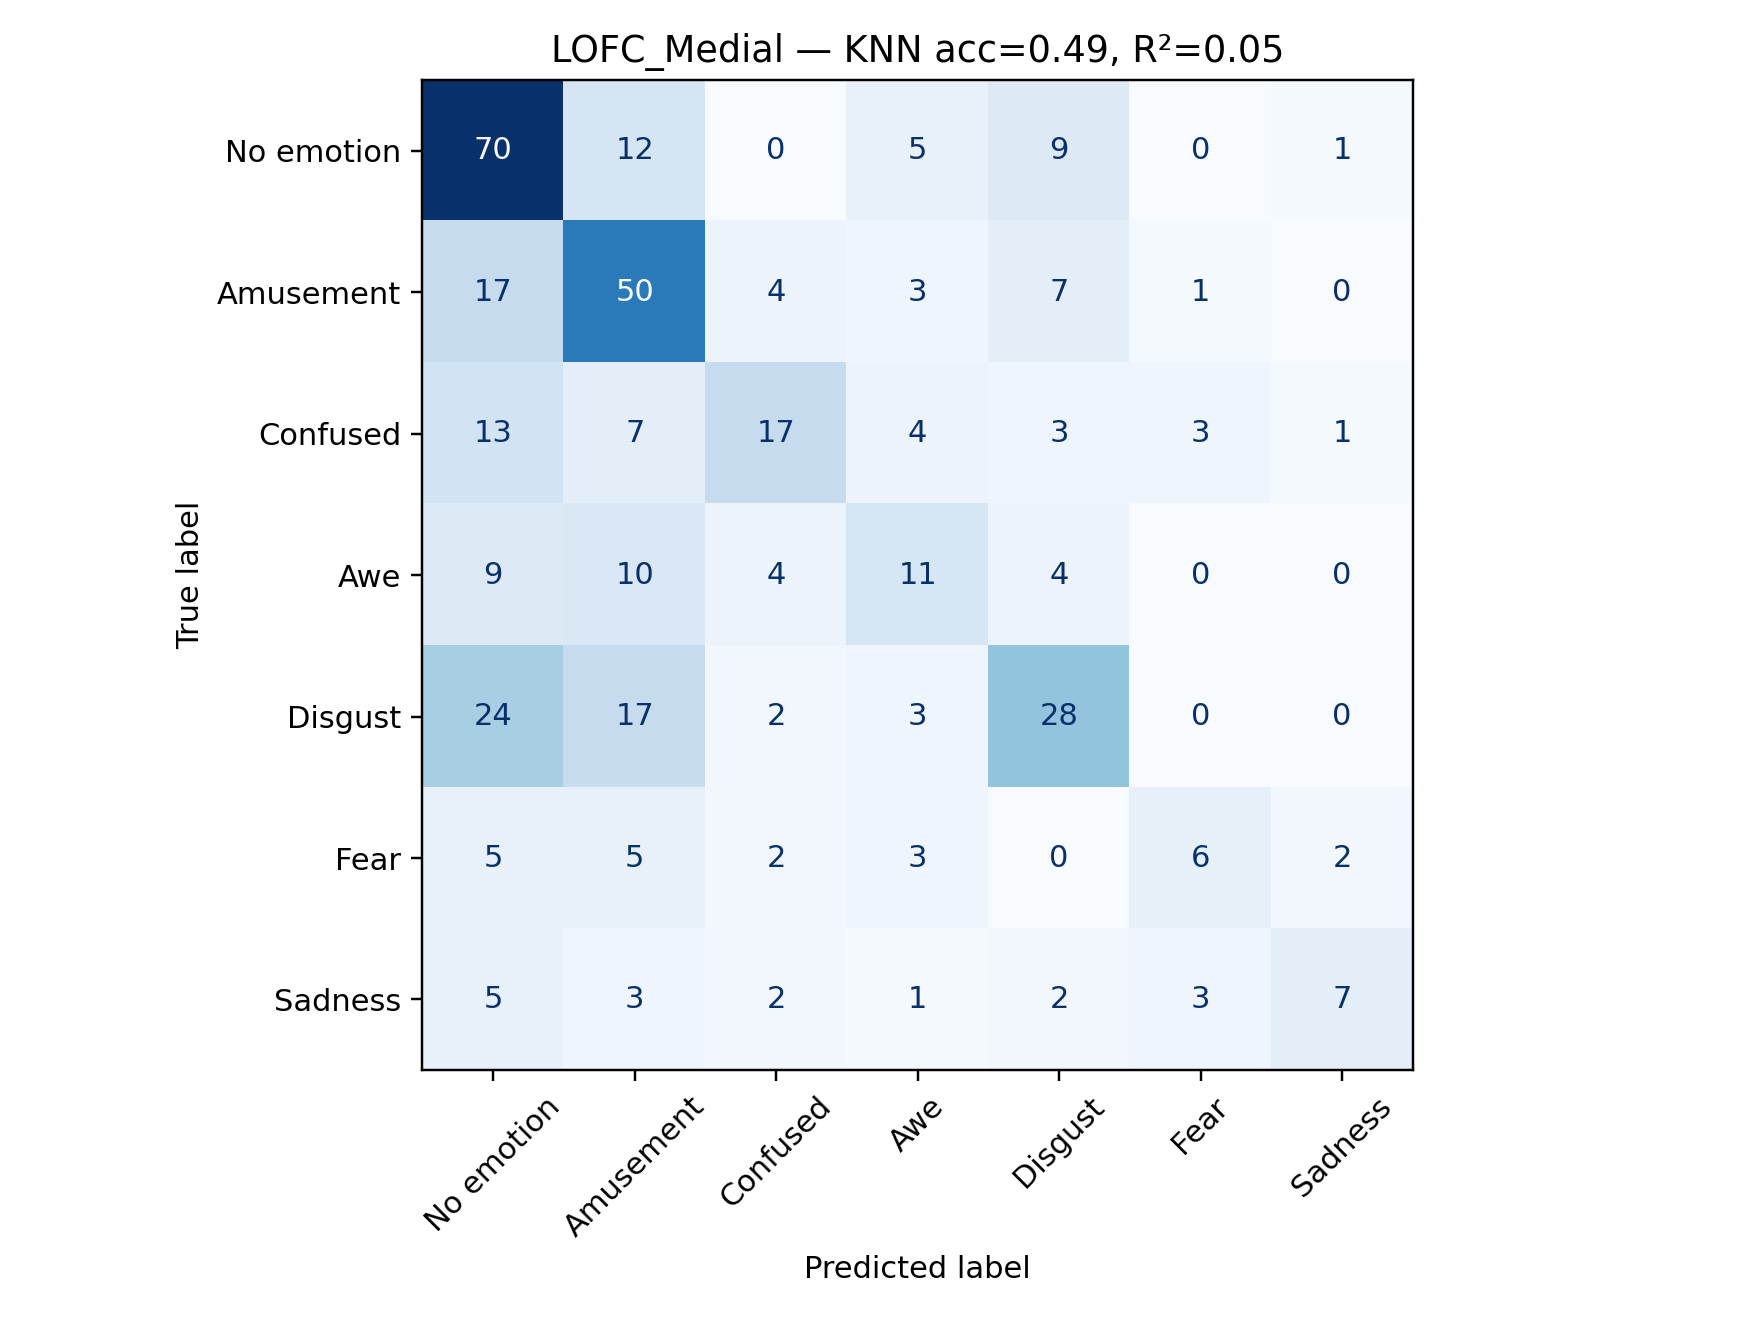 LOFC_Medial — KNN acc=0.49, R²=0.05
No emotion 70 12 0 5 9 0 1
Amusement 17 50 4 3 7 1 0
Confused 13 7 17 4 3 3 1
Awe 9 10 4 11 4 0 0
Disgust 24 17 2 3 28 0 0
Fear 5 5 2 3 0 6 2
Sadness 5 3 2 1 2 3 7
True label
No emotion Amusement Confused Awe Disgust Fear Sadness
Predicted label